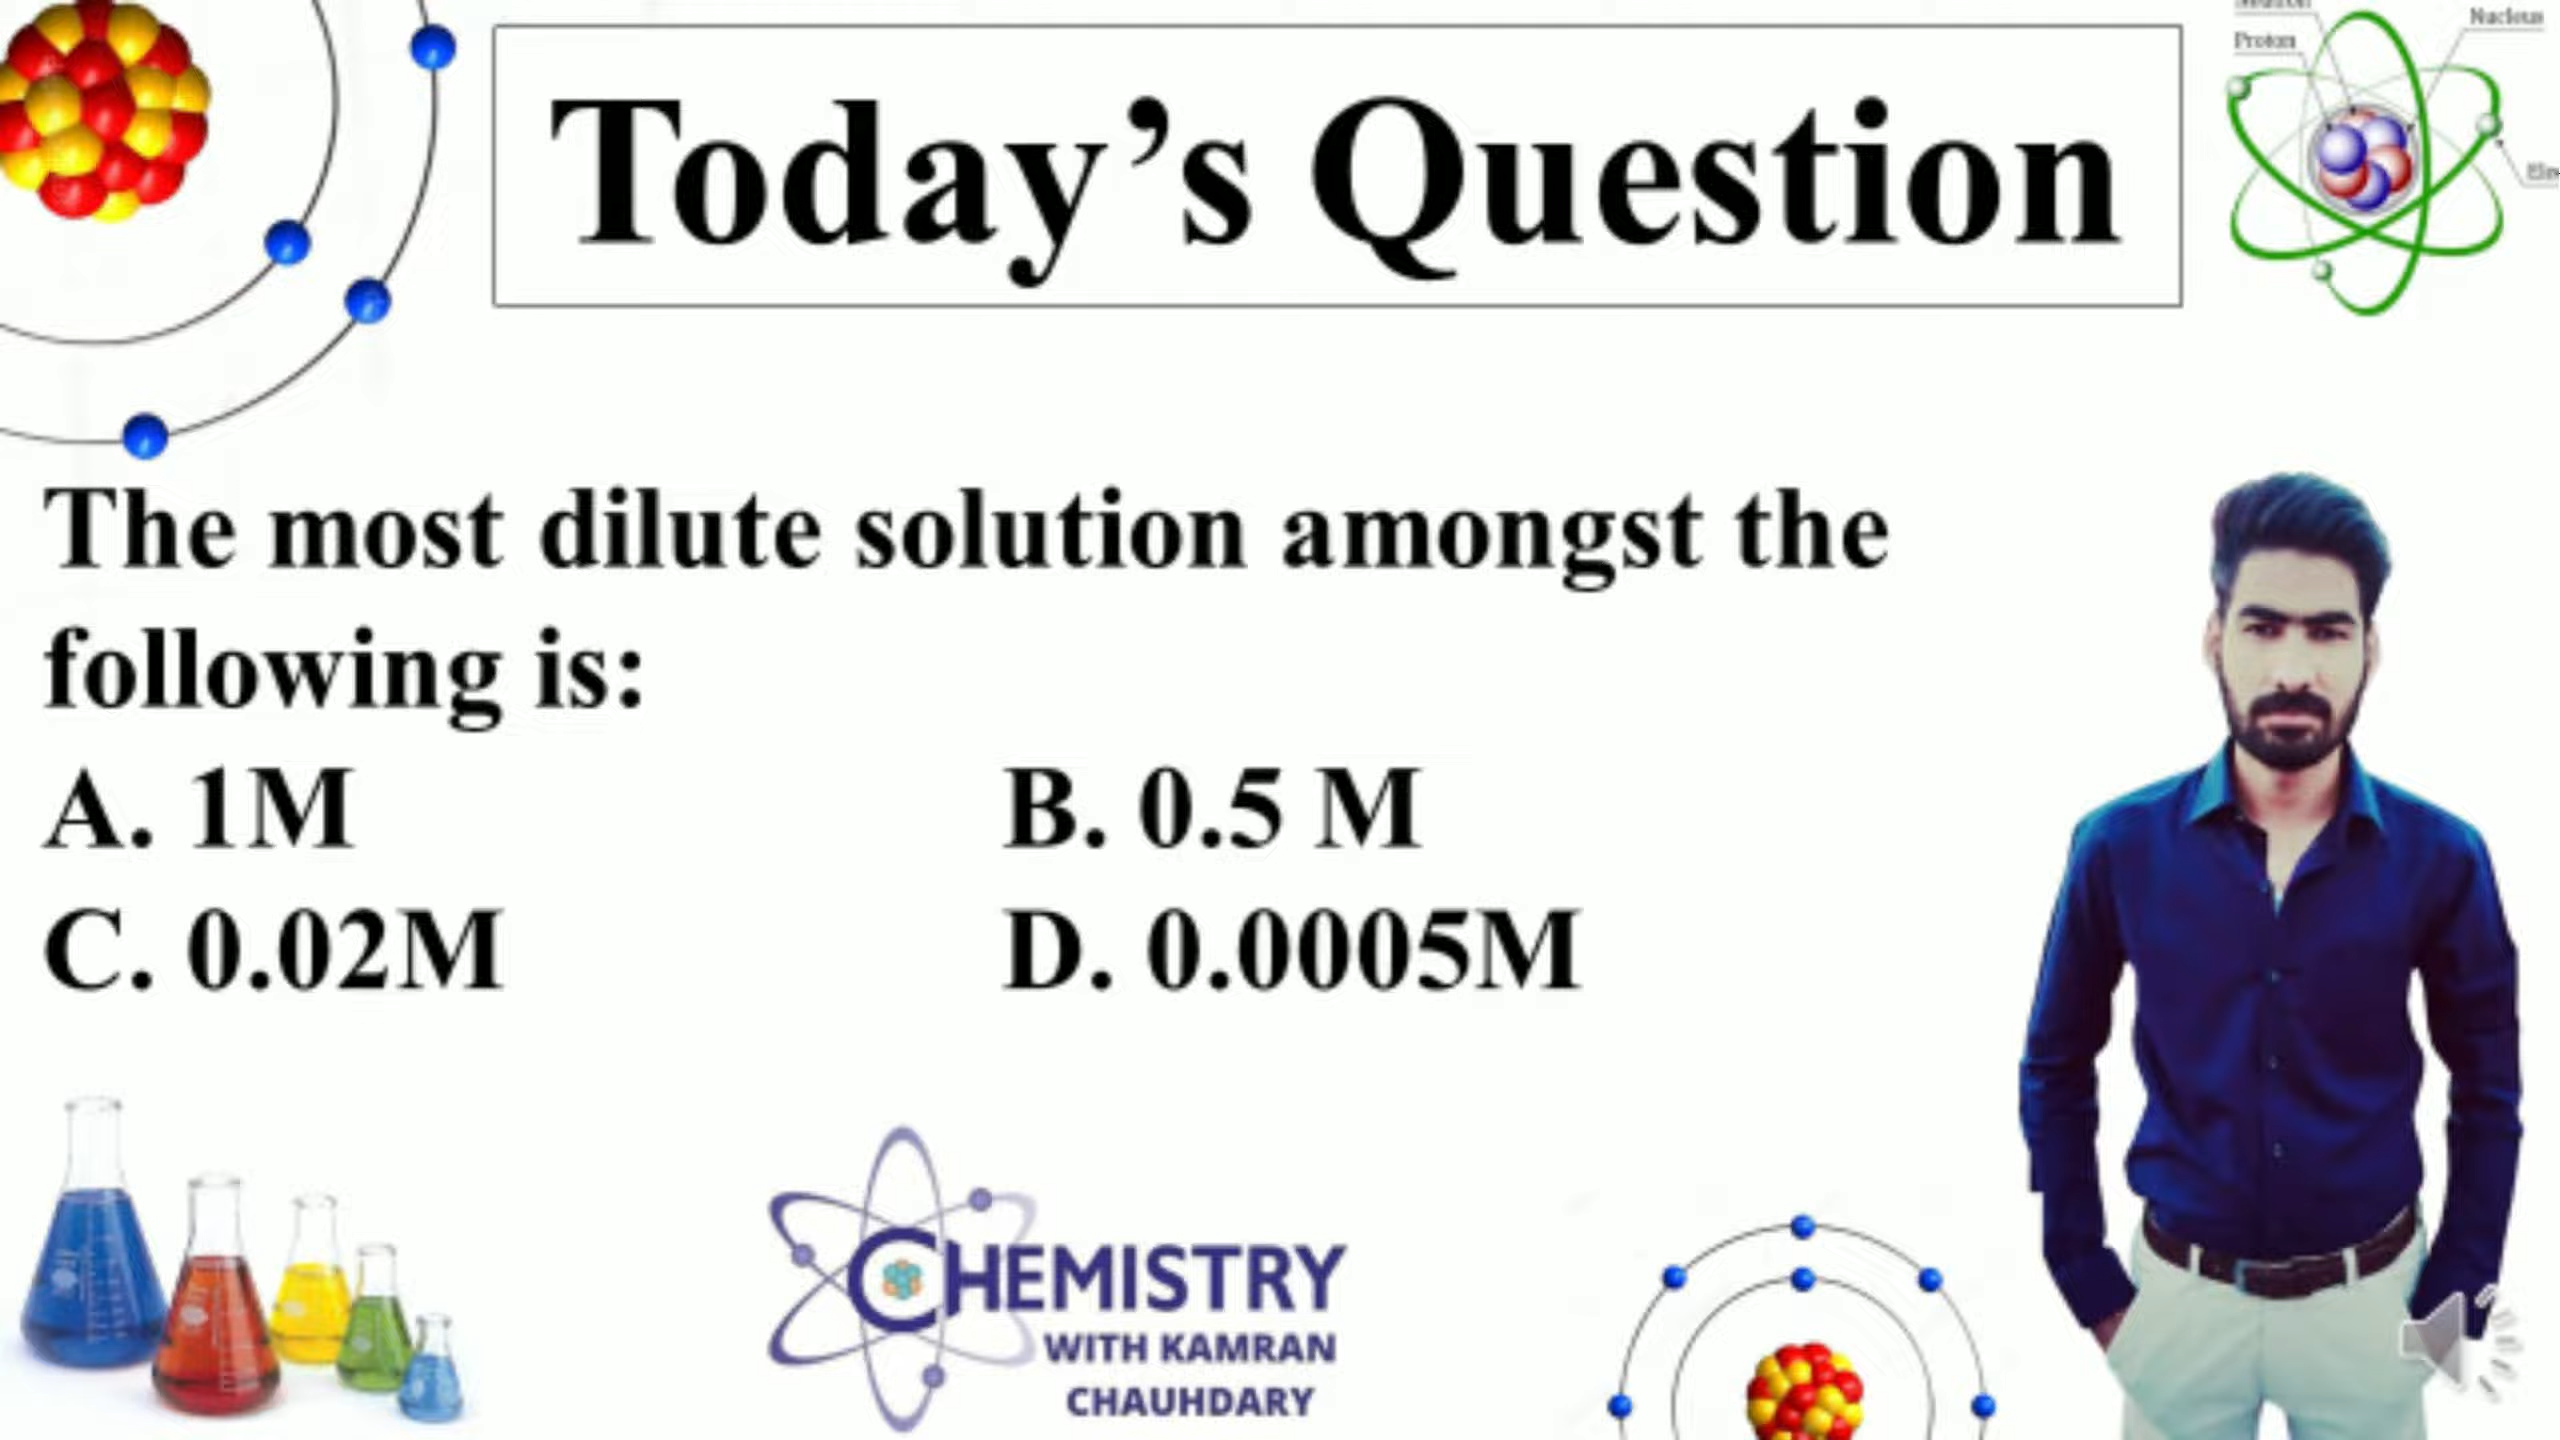 Today’s Question
Proton
Nucleus
The most dilute solution amongst the
following is:
A. 1M B. 0.5 M
C. 0.02M D. 0.0005M
CHEMISTRY
WITH KAMRAN
CHAUHDARY